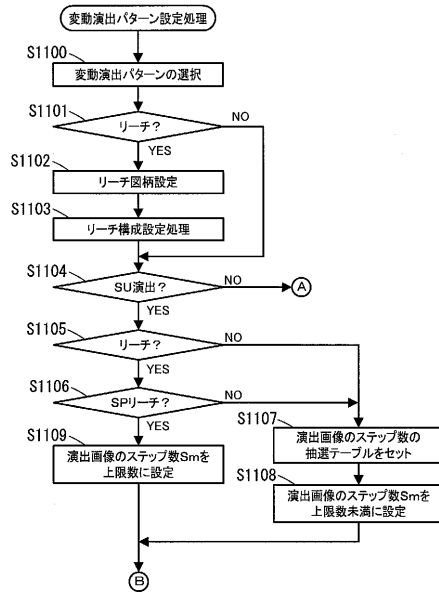 変動演出パターン設定処理
S1100
変動演出パターンの選択
S1101
リーチ?
NO
YES
S1102
リーチ図柄設定
S1103
リーチ構成設定処理
S1104
SU演出?
NO
A
YES
S1105
リーチ?
NO
YES
S1106
SPリーチ?
NO
YES
S1107
演出画像のステップ数の
抽選テーブルをセット
S1109
演出画像のステップ数Smを
上限数に設定
S1108
演出画像のステップ数Smを
上限数未満に設定
B